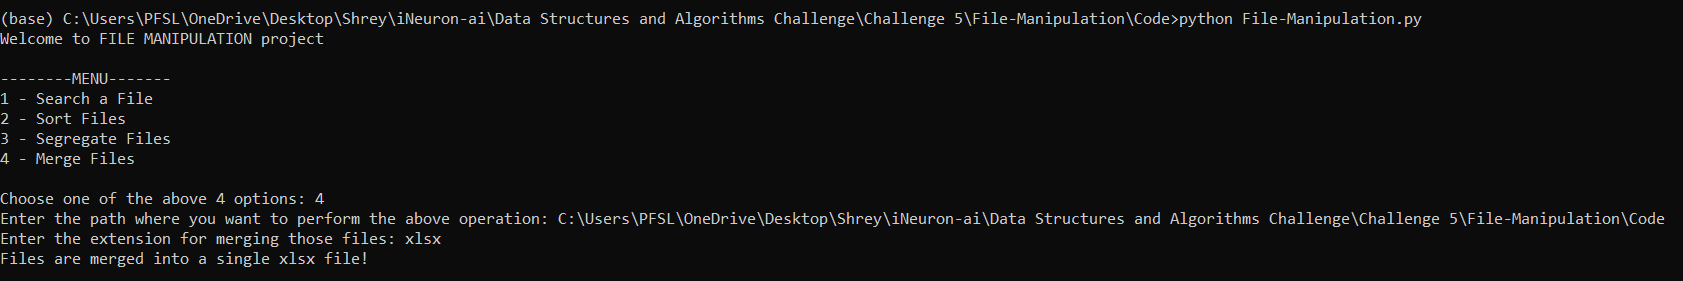 (base) C:\Users\PFSL\OneDrive\Desktop\Shrey\iNeuron-ai\Data Structures and Algorithms Challenge\Challenge 5\File-Manipulation\Code>python File-Manipulation.py
Welcome to FILE MANIPULATION project
--------MENU-------
1 - Search a File
2 - Sort Files
3 - Segregate Files
4 - Merge Files
Choose one of the above 4 options: 4
Enter the path where you want to perform the above operation: C:\Users\PFSL\OneDrive\Desktop\Shrey\iNeuron-ai\Data Structures and Algorithms Challenge\Challenge 5\File-Manipulation\Code
Enter the extension for merging those files: xlsx
Files are merged into a single xlsx file!